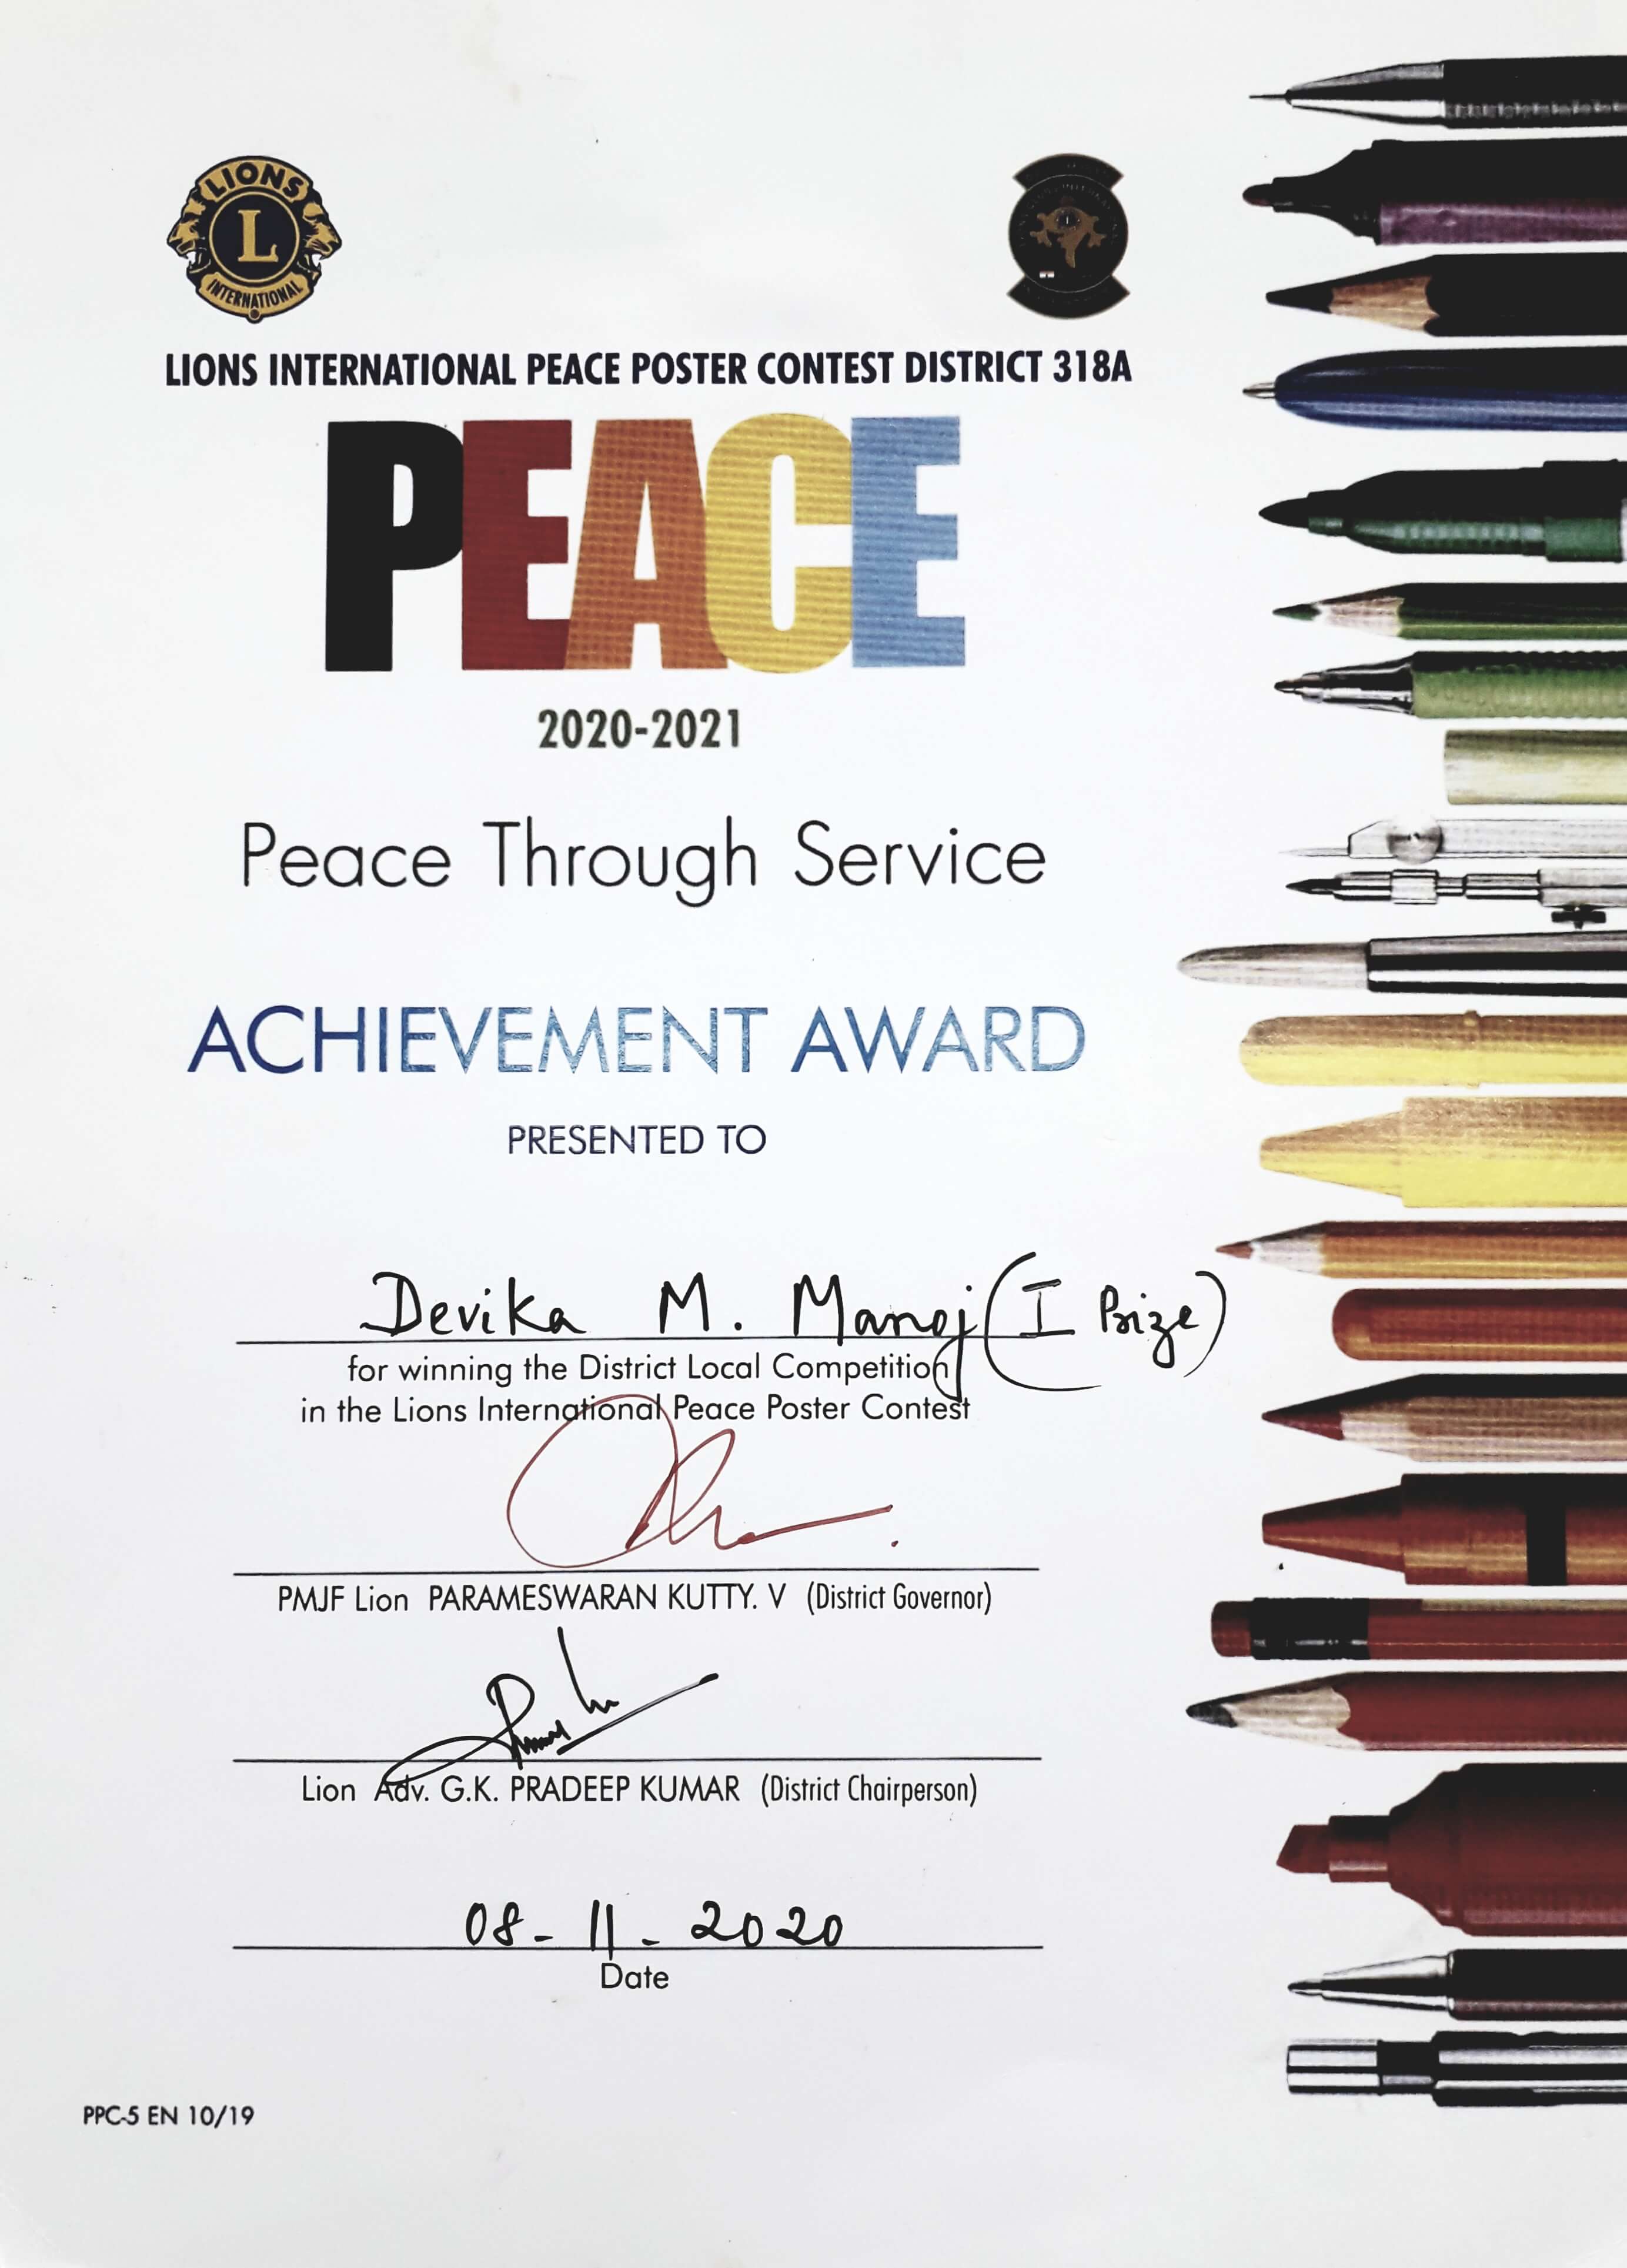 LIONS
L
INTERNATIONAL
LIONS INTERNATIONAL PEACE POSTER CONTEST DISTRICT 318A
PEACE
2020-2021
Peace Through Service
ACHIEVEMENT AWARD
PRESENTED TO
Devika M. Manoj (I Prize)
for winning the District Local Competition
in the Lions International Peace Poster Contest
PMJF Lion PARAMESWARAN KUTTY. V (District Governor)
Lion Adv. G.K. PRADEEP KUMAR (District Chairperson)
08-11-2020
Date
PPC-5 EN 10/19